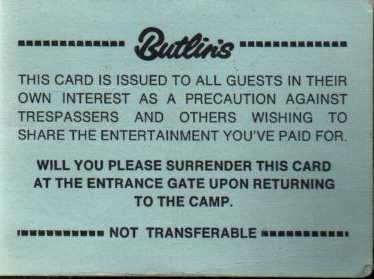 Butlin's
THIS CARD IS ISSUED TO ALL GUESTS IN THEIR
OWN INTEREST AS A PRECAUTION AGAINST
TRESPASSERS AND OTHERS WISHING TO
SHARE THE ENTERTAINMENT YOU'VE PAID FOR.
WILL YOU PLEASE SURRENDER THIS CARD
AT THE ENTRANCE GATE UPON RETURNING
TO THE CAMP.
NOT TRANSFERABLE